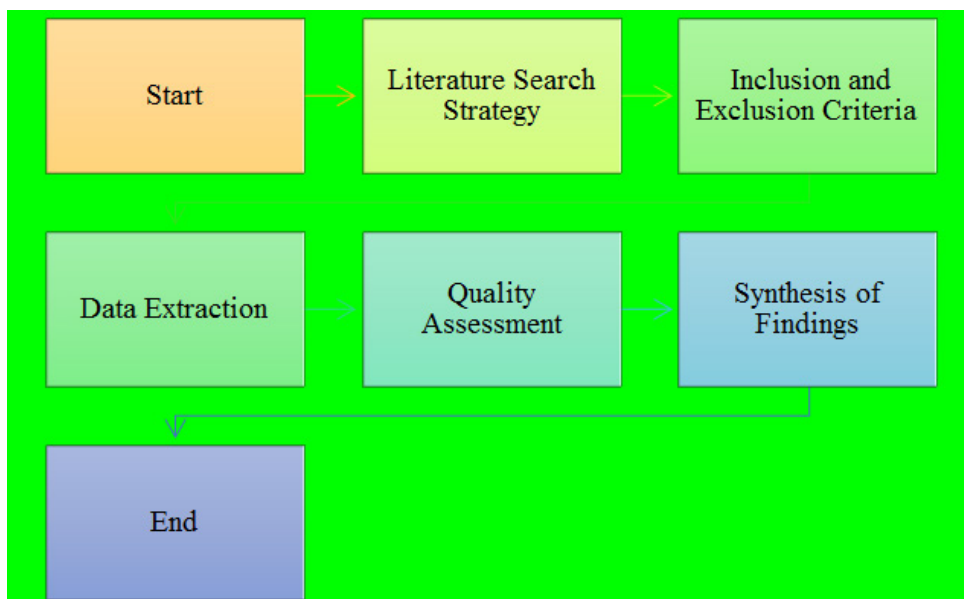 Start
Literature Search
Strategy
Inclusion and
Exclusion Criteria
Data Extraction
Quality
Assessment
Synthesis of
Findings
End